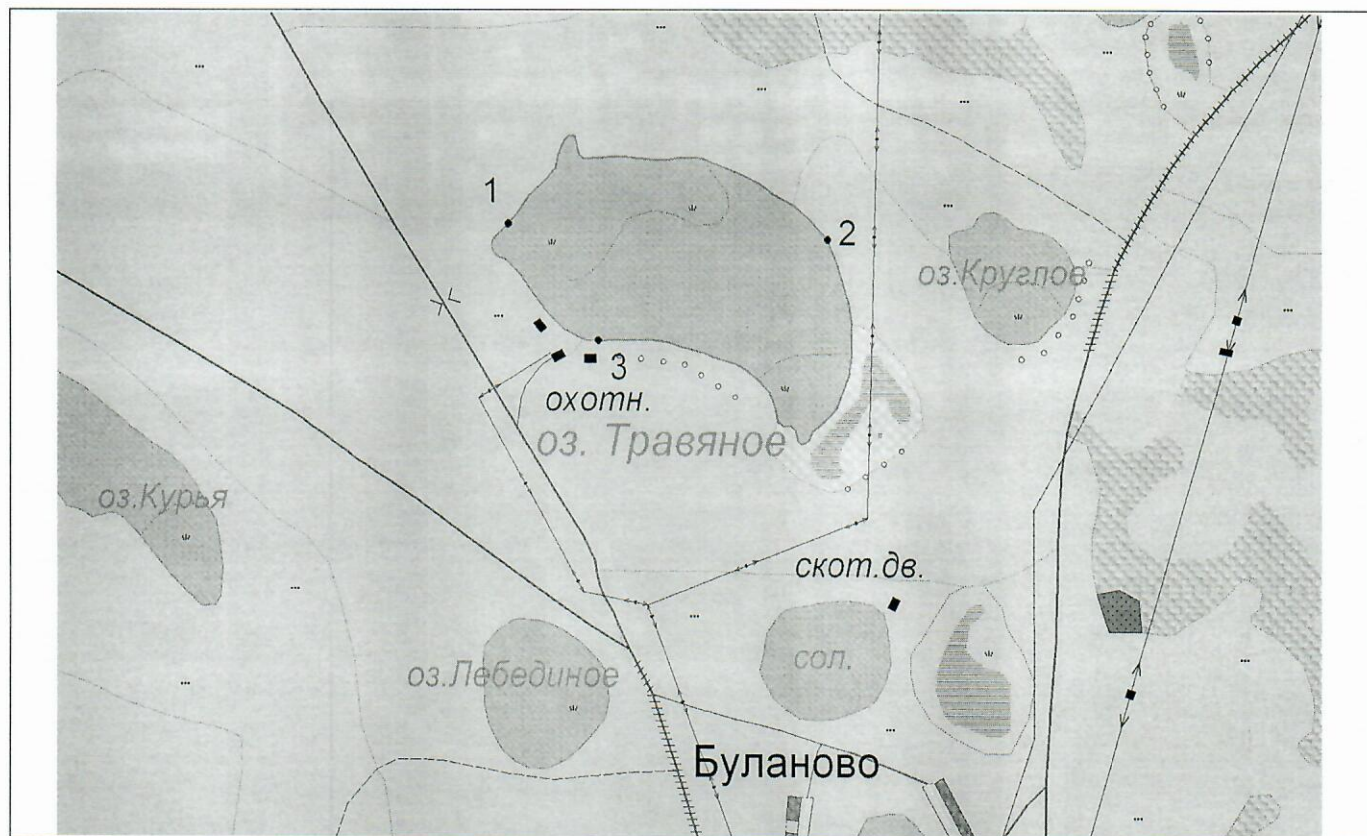 1
2
оз.Круглое
3
охотн.
оз. Травяное
оз.Курья
скот.дв.
сол.
оз.Лебединое
Буланово